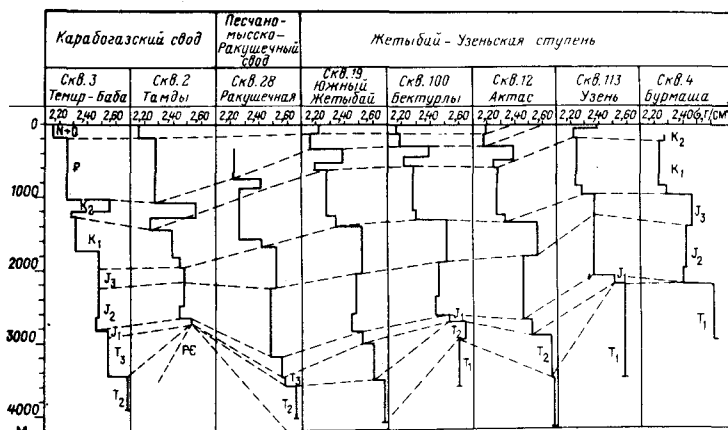 Карабогазский свод
Песчано-
мысско-
Ракушечный
свод
Жетыбай - Узеньская ступень
Скв. 3
Темир-Баба
Скв. 2
Тамды
Скв. 28
Ракушечная
Скв. 19
Южный
Жетыбай
Скв. 100
Бектурлы
Скв. 12
Актас
Скв. 113
Узень
Скв. 4
Бурмаша
2,20 2,40 2,60
2,20 2,40 2,60
2,20 2,40 2,60
2,20 2,40 2,60
2,20 2,40 2,60
2,20 2,40 2,60
2,20 2,40 2,60
2,20 2,40 б, г/см³
0
1000
2000
3000
4000
м
N+Q
P
K2
K1
J3
J2
J1
T3
T2
PЄ
T3
T2
J1
T2
T1
T2
J
T1
K2
K1
J3
J2
T1